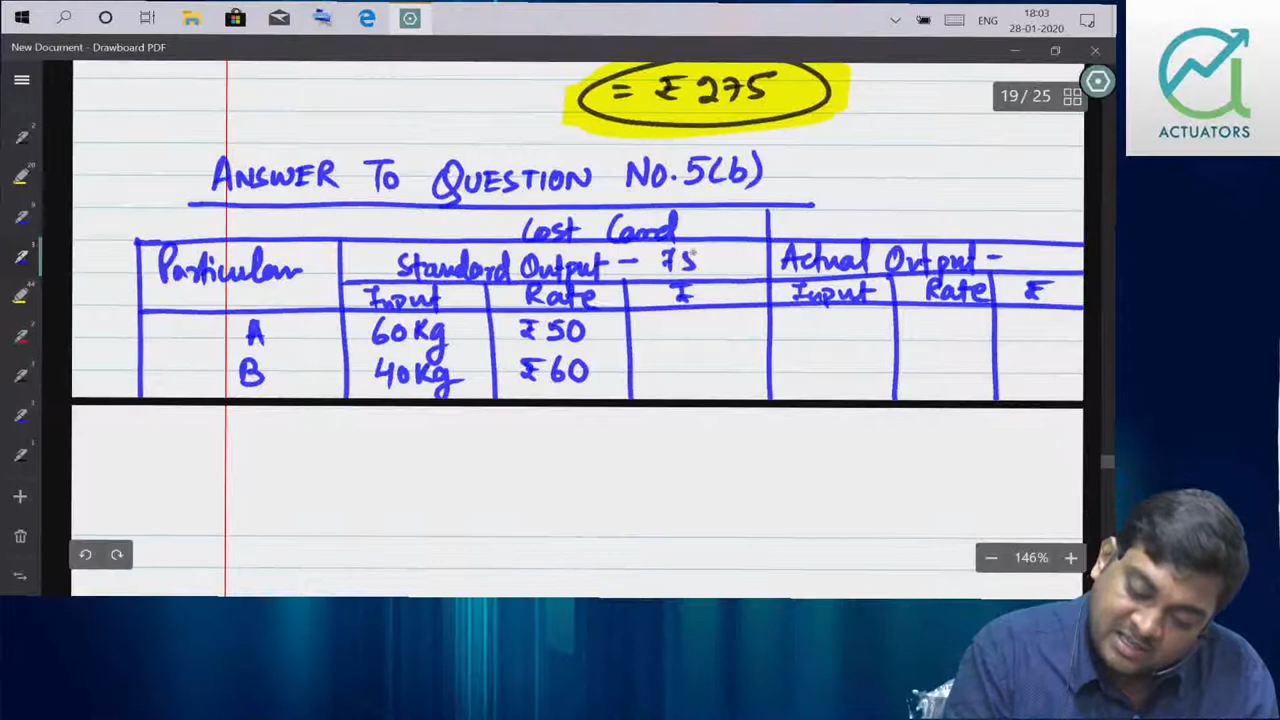 18:03
ENG
28-01-2020
New Document - Drawboard PDF
ACTUATORS
19 / 25
= ₹ 275
ANSWER TO QUESTION NO. 5(b)
Cost Card
Particulars Standard Output - 75 Actual Output -
Input Rate ₹ Input Rate ₹
A 60 Kg ₹ 50
B 40 Kg ₹ 60
146%